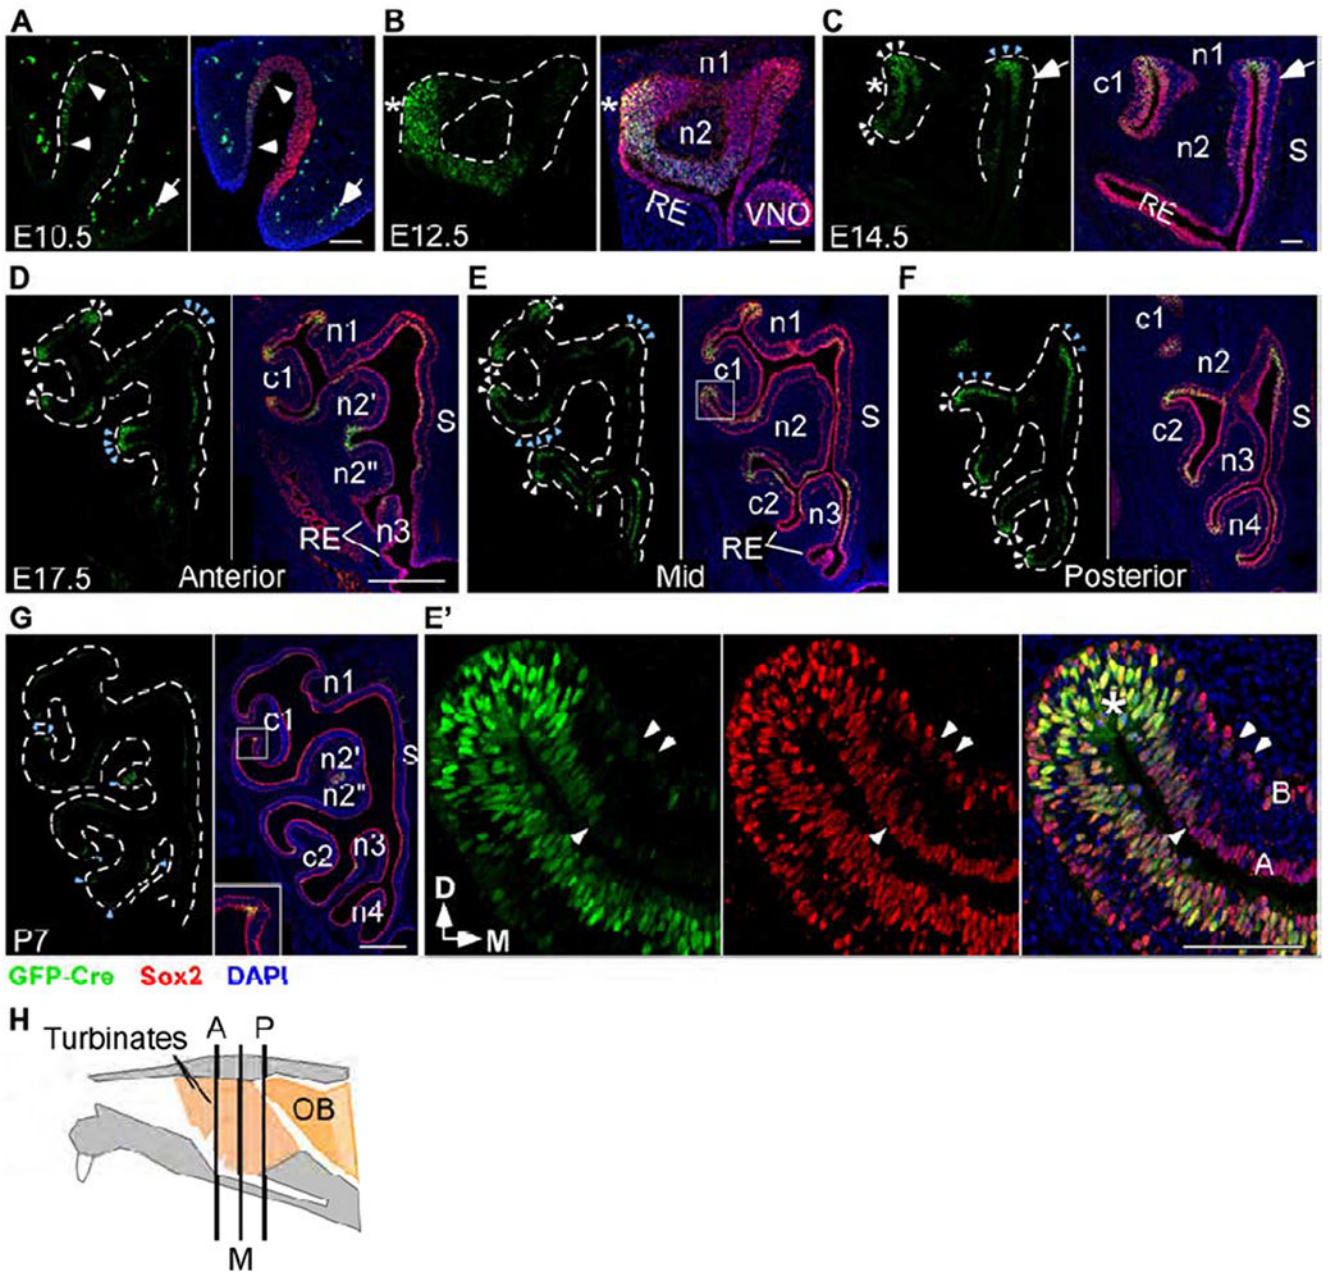 A B C
* * n1 n2 RE VNO
* c1 n1 n2 S RE
E10.5 E12.5 E14.5
D E F
n1 c1 n2' n2" S RE n3
n1 c1 n2 S c2 n3 RE
c1 n2 c2 n3 S n4
E17.5 Anterior Mid Posterior
G E'
n1 c1 n2' n2" S c2 n3 n4
* B A
D
M
P7
GFP-Cre Sox2 DAPI
H
Turbinates A P
OB
M